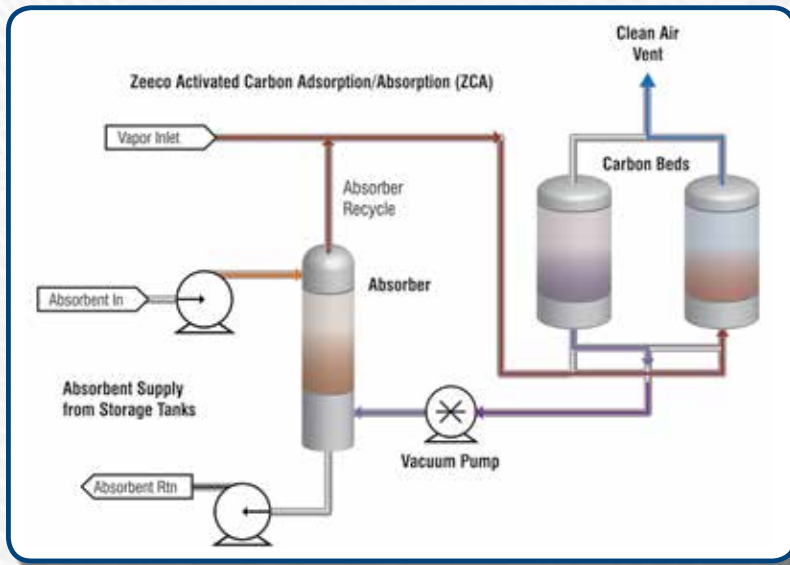 Clean Air
Vent
Zeeco Activated Carbon Adsorption/Absorption (ZCA)
Vapor Inlet
Carbon Beds
Absorber
Recycle
Absorber
Absorbent In
Absorbent Supply
from Storage Tanks
Vacuum Pump
Absorbent Rtn